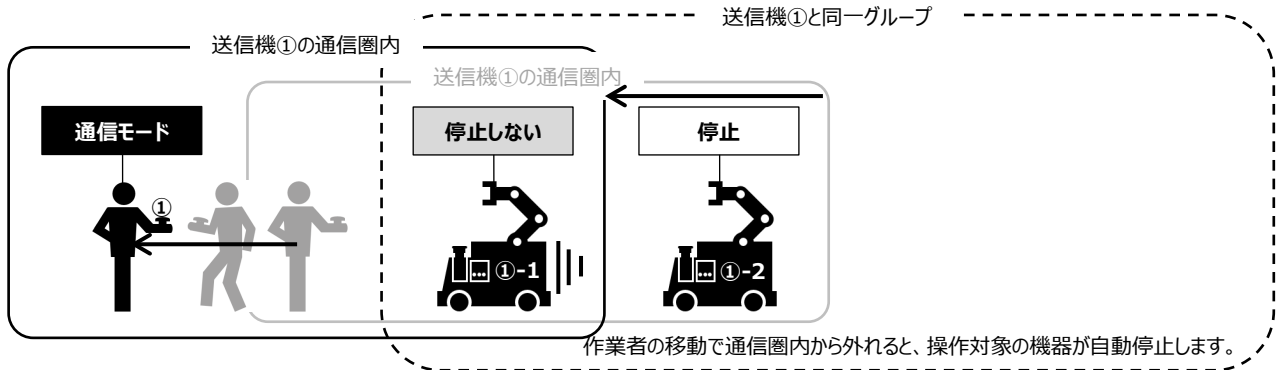 送信機①と同一グループ
送信機①の通信圏内
送信機①の通信圏内
通信モード
停止しない
停止
①
①-1
①-2
作業者の移動で通信圏内から外れると、操作対象の機器が自動停止します。